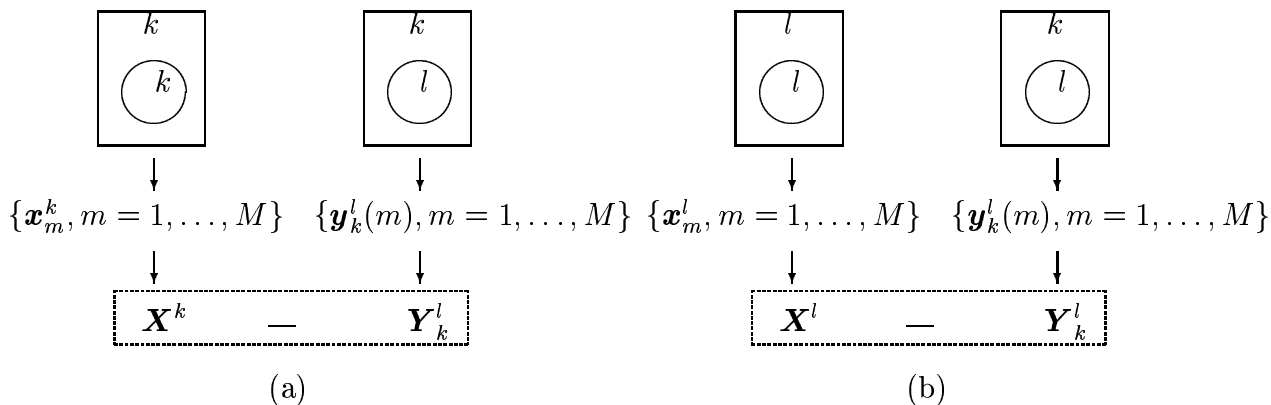 k k l k
k l l l
{x_m^k, m = 1, . . . , M} {y_k^l(m), m = 1, . . . , M} {x_m^l, m = 1, . . . , M} {y_k^l(m), m = 1, . . . , M}
X^k − Y_k^l X^l − Y_k^l
(a) (b)